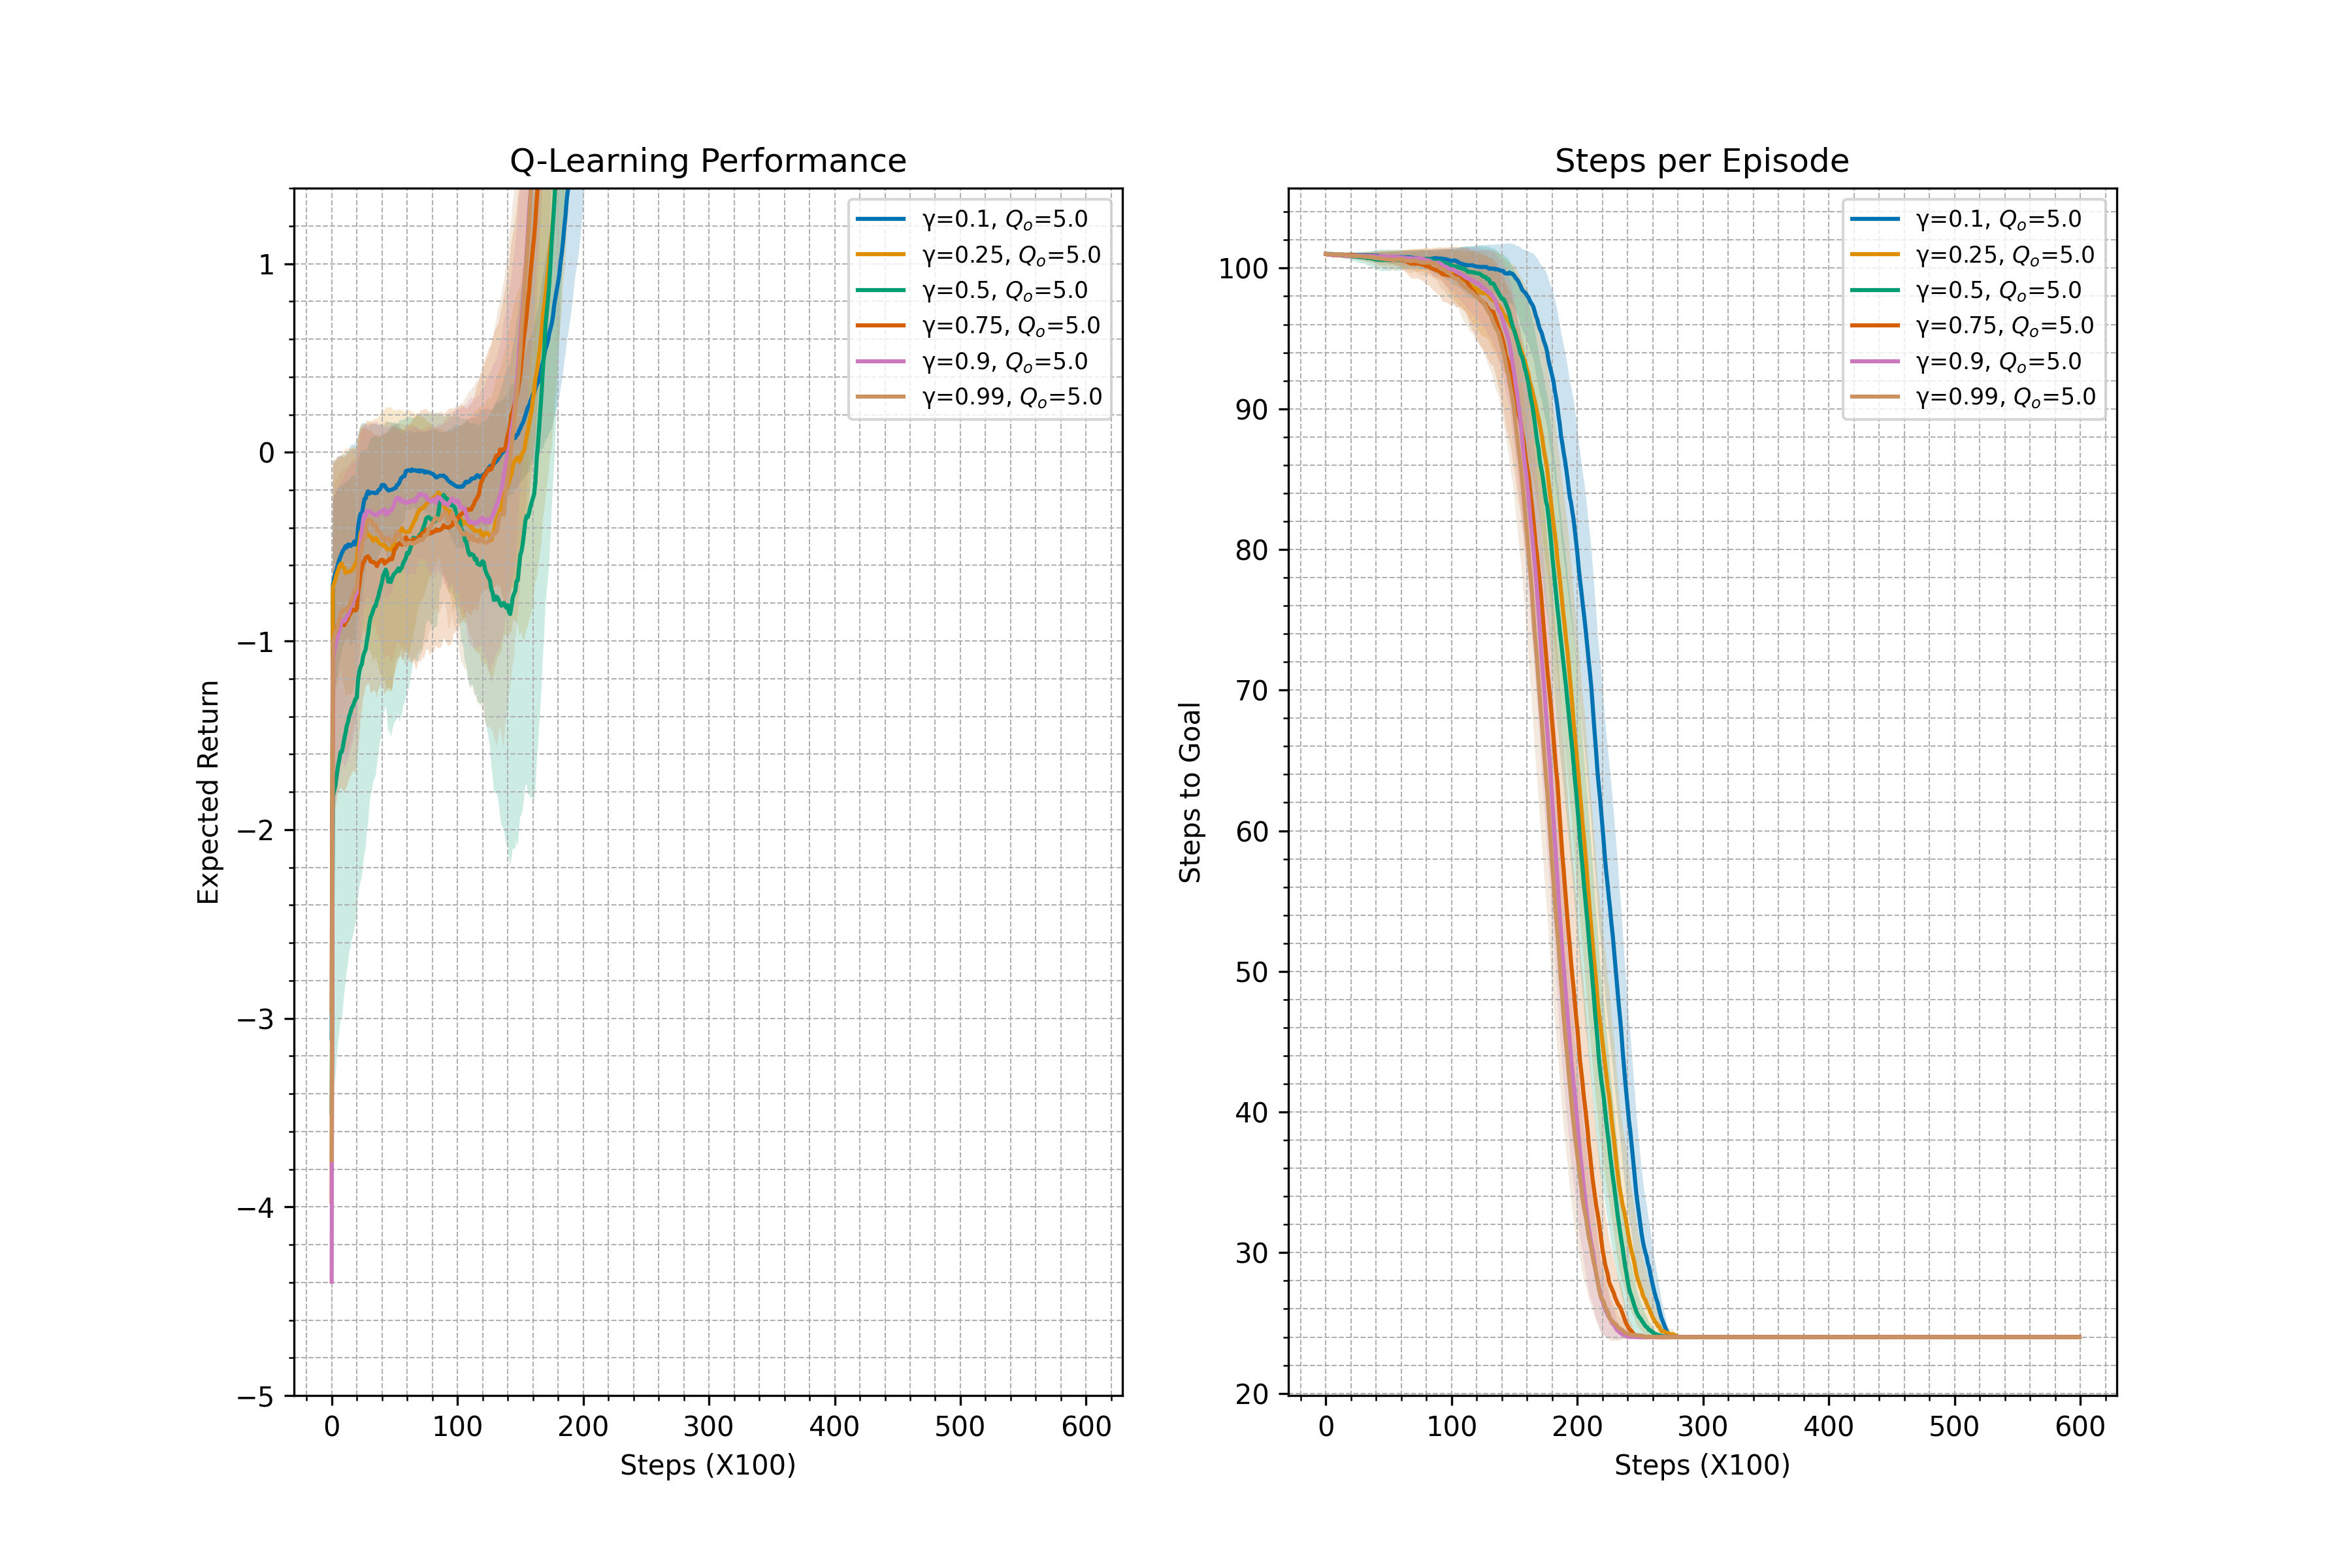 Q-Learning Performance
1
0
−1
−2
−3
−4
−5
Expected Return
0 100 200 300 400 500 600
Steps (X100)
γ=0.1, Qo=5.0
γ=0.25, Qo=5.0
γ=0.5, Qo=5.0
γ=0.75, Qo=5.0
γ=0.9, Qo=5.0
γ=0.99, Qo=5.0
Steps per Episode
100
90
80
70
60
50
40
30
20
Steps to Goal
0 100 200 300 400 500 600
Steps (X100)
γ=0.1, Qo=5.0
γ=0.25, Qo=5.0
γ=0.5, Qo=5.0
γ=0.75, Qo=5.0
γ=0.9, Qo=5.0
γ=0.99, Qo=5.0